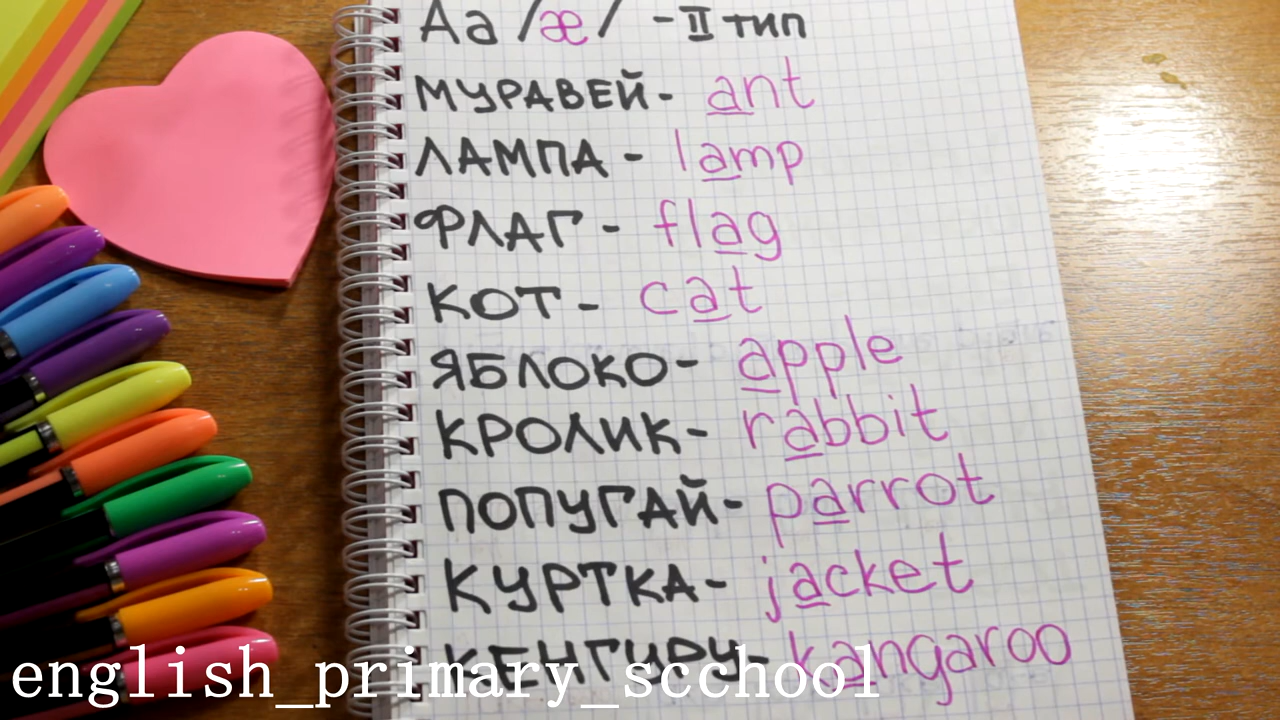 Aa /æ/ - II тип
МУРАВЕЙ - ant
ЛАМПА - lamp
ФЛАГ - flag
КОТ - cat
ЯБЛОКО - apple
КРОЛИК - rabbit
ПОПУГАЙ - parrot
КУРТКА - jacket
КЕНГУРУ - kangaroo
english_primary_scchool